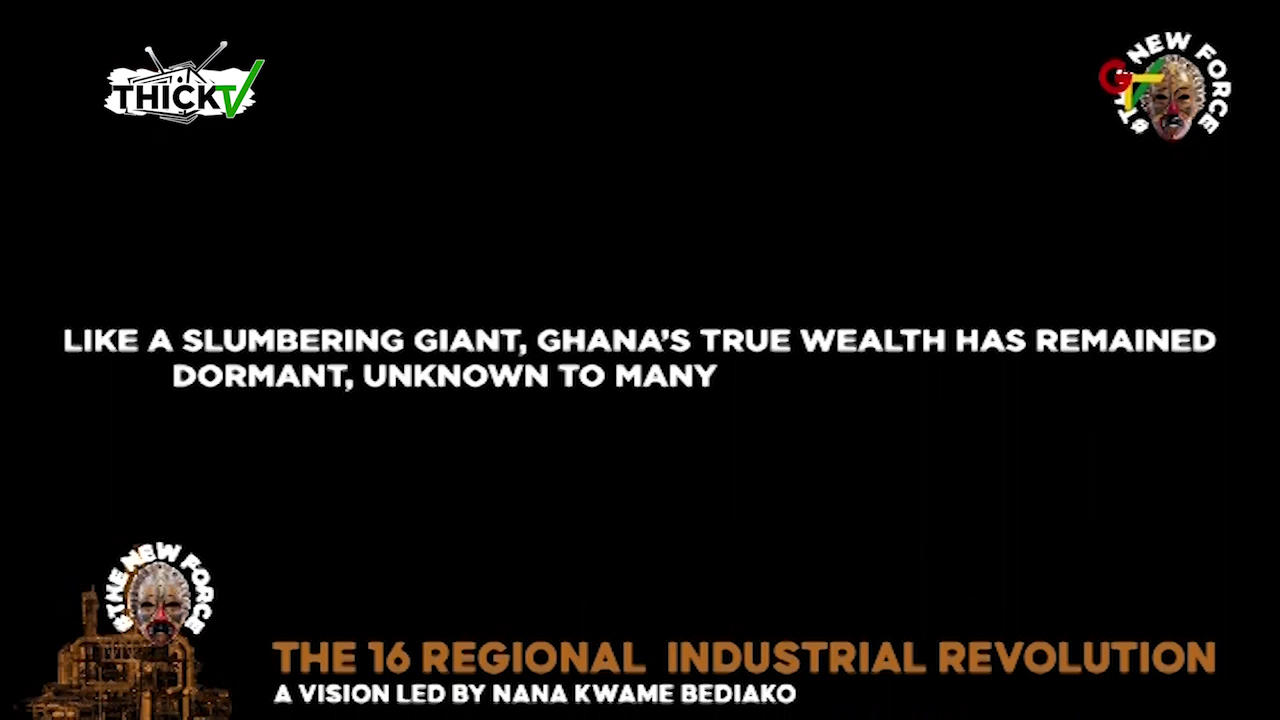 THICKTV
#THE NEW FORCE
GTV
LIKE A SLUMBERING GIANT, GHANA'S TRUE WEALTH HAS REMAINED
DORMANT, UNKNOWN TO MANY
#THE NEW FORCE
THE 16 REGIONAL INDUSTRIAL REVOLUTION
A VISION LED BY NANA KWAME BEDIAKO